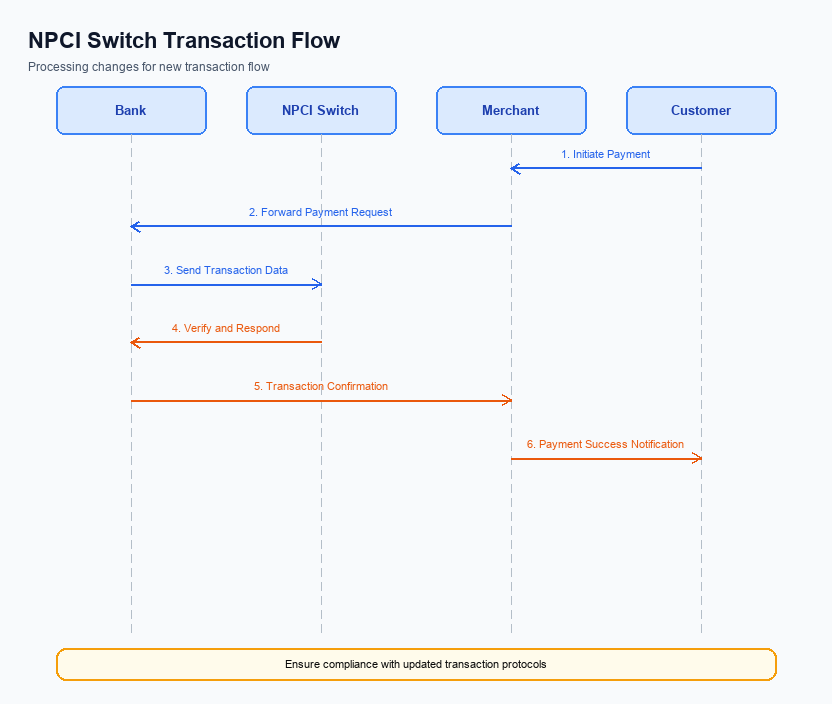 NPCI Switch Transaction Flow
Processing changes for new transaction flow
Bank
NPCI Switch
Merchant
Customer
1. Initiate Payment
2. Forward Payment Request
3. Send Transaction Data
4. Verify and Respond
5. Transaction Confirmation
6. Payment Success Notification
Ensure compliance with updated transaction protocols